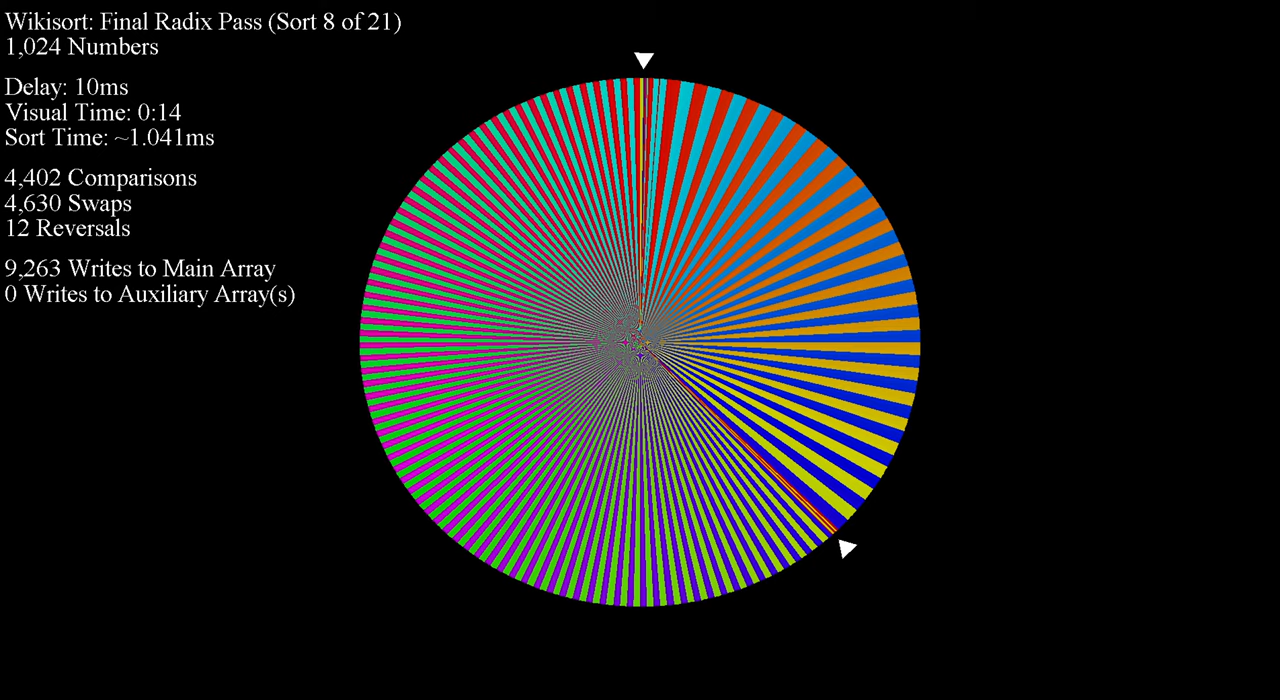 Wikisort: Final Radix Pass (Sort 8 of 21)
1,024 Numbers
Delay: 10ms
Visual Time: 0:14
Sort Time: ~1.041ms
4,402 Comparisons
4,630 Swaps
12 Reversals
9,263 Writes to Main Array
0 Writes to Auxiliary Array(s)